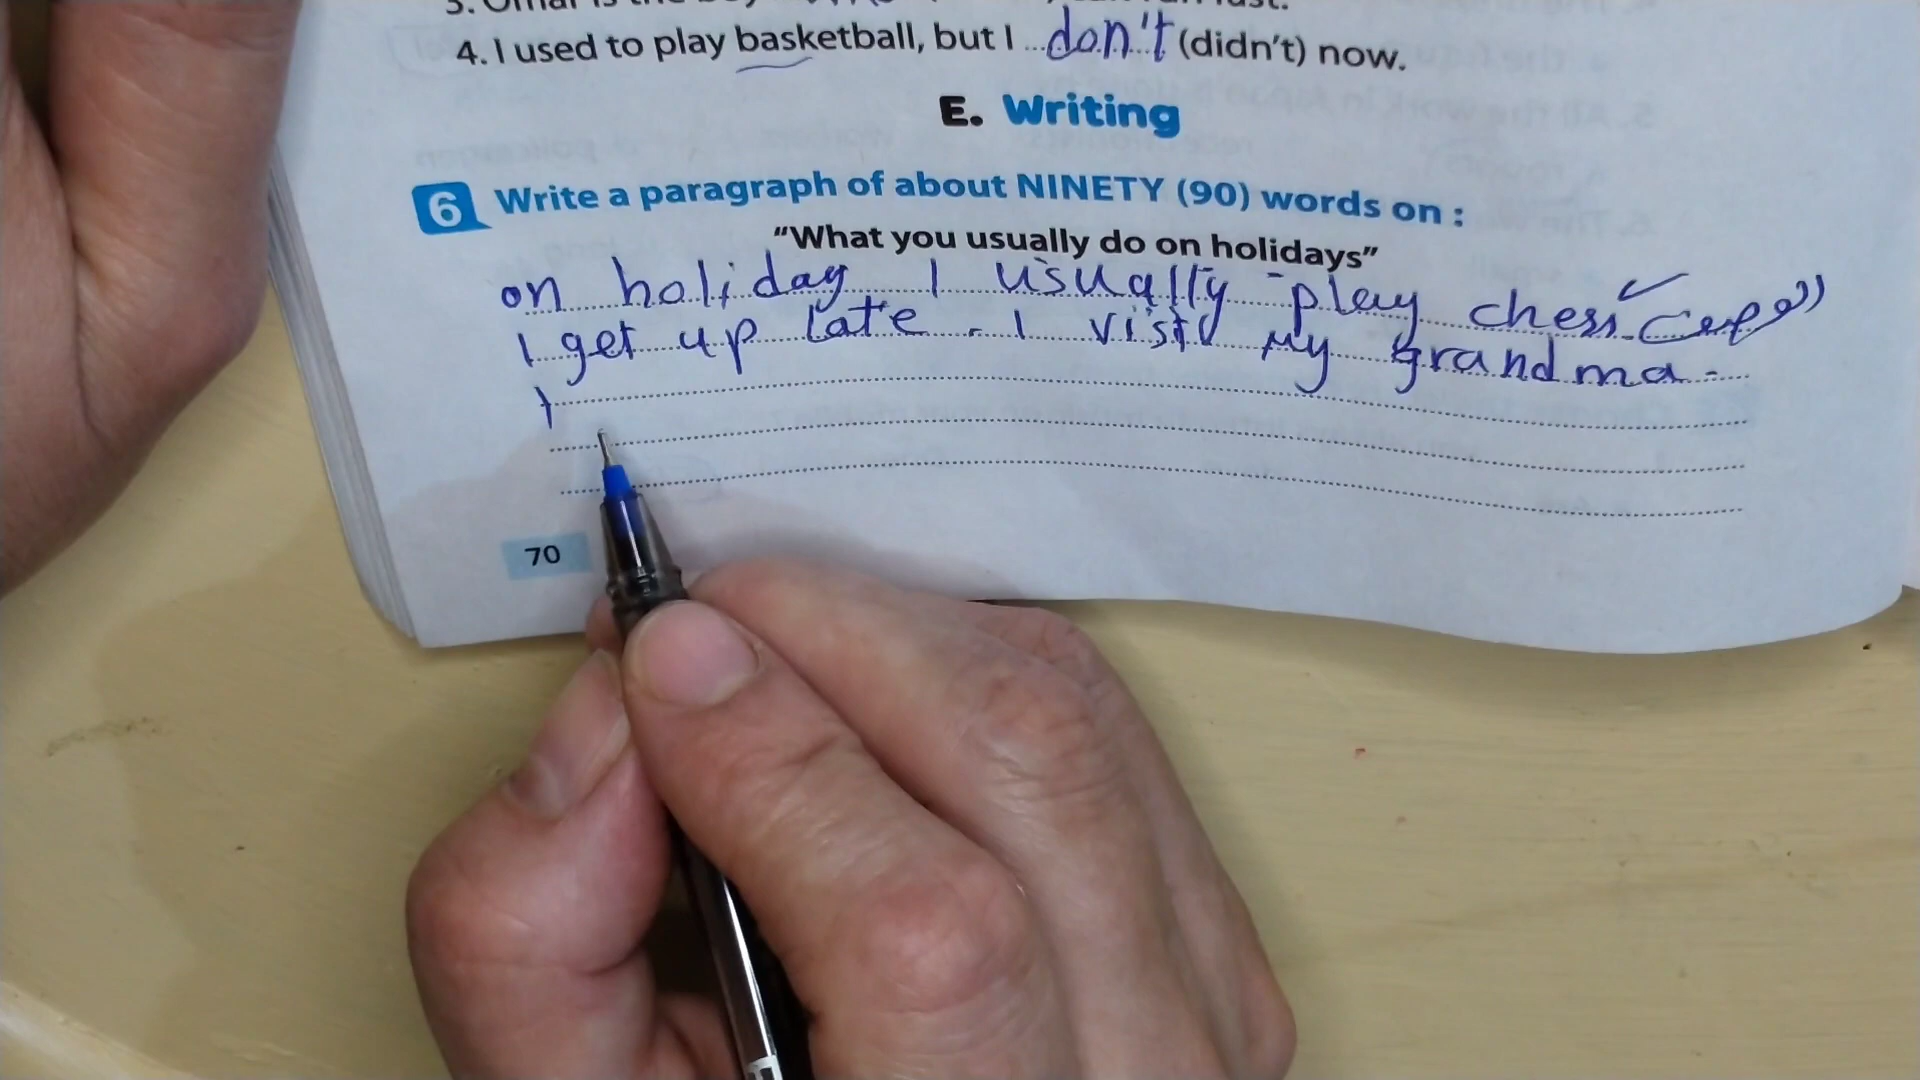 4. I used to play basketball, but I ...don't (didn't) now.
E. Writing
6 Write a paragraph of about NINETY (90) words on :
"What you usually do on holidays"
on holiday I usually play chess.
I get up late . I visit my grandma.
I
70